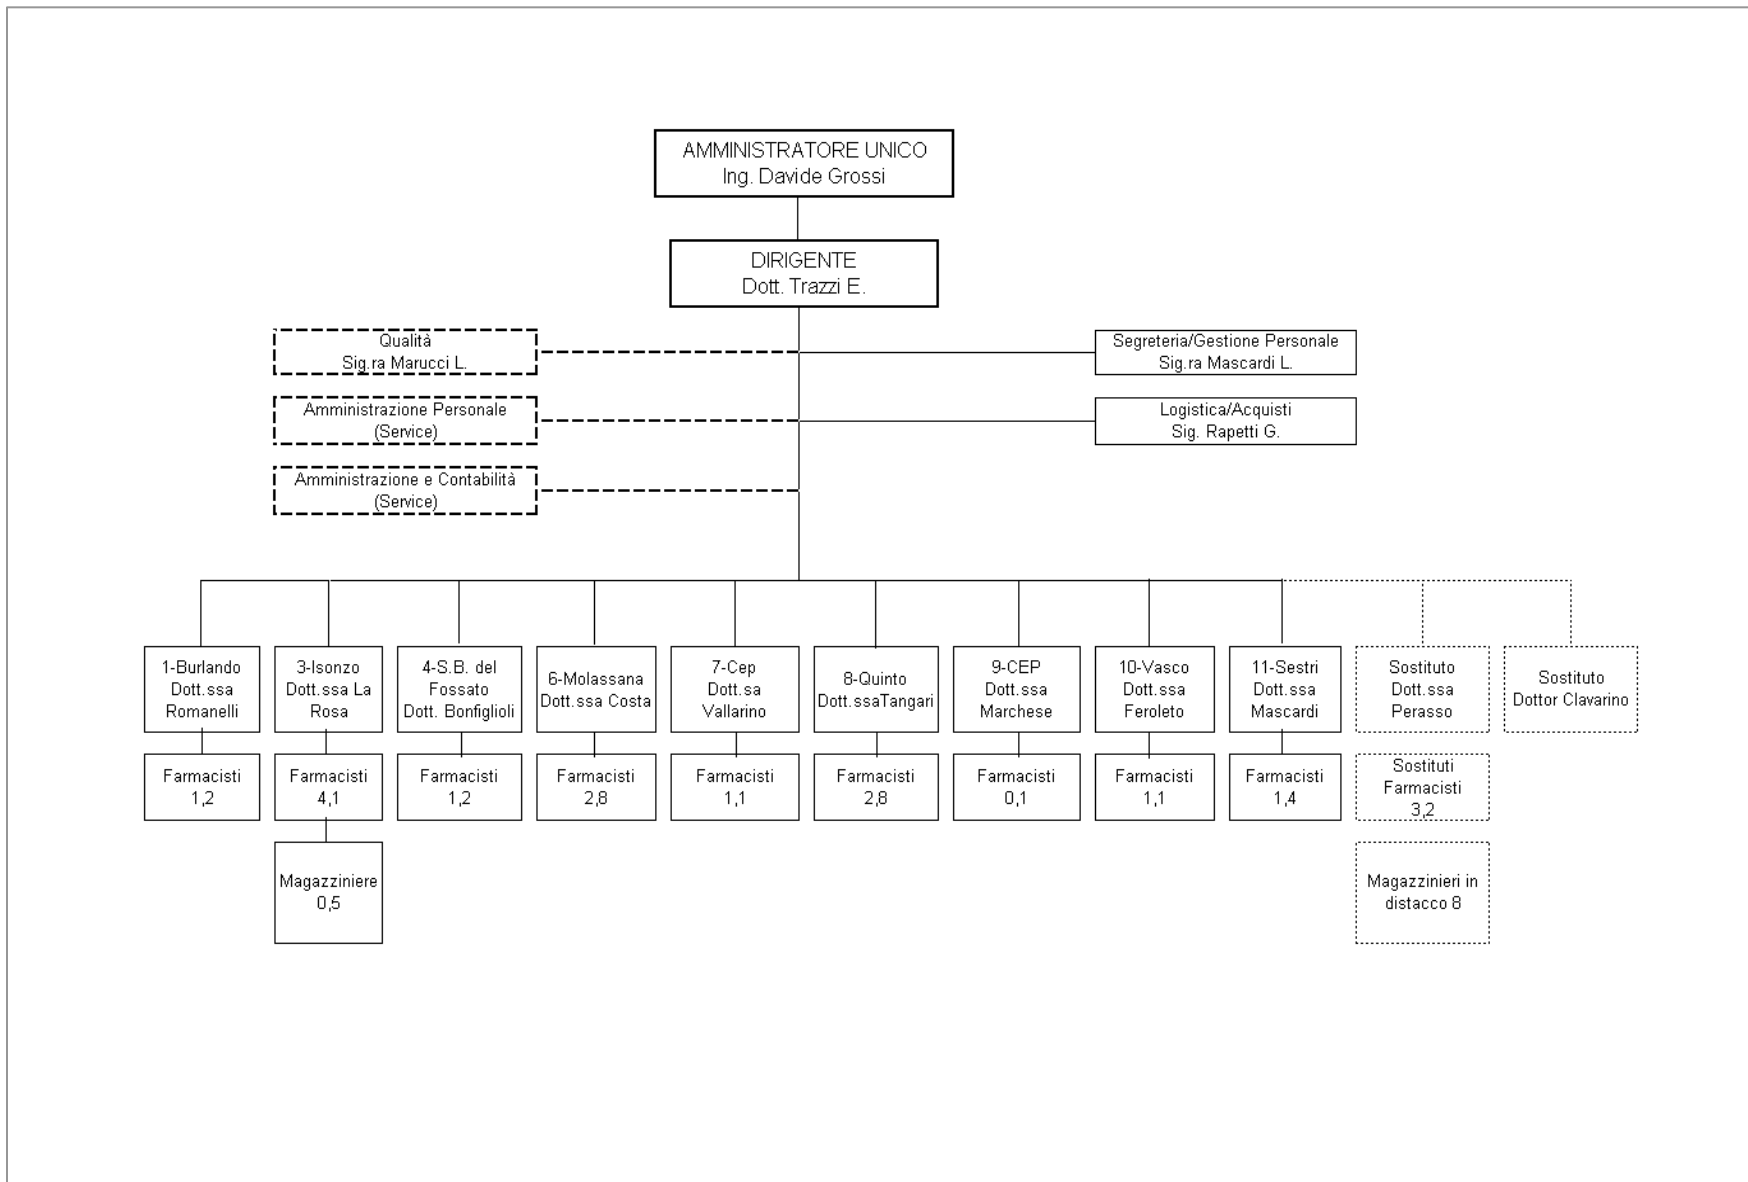 AMMINISTRATORE UNICO
Ing. Davide Grossi
DIRIGENTE
Dott. Trazzi E.
Qualità
Sig.ra Marucci L.
Segreteria/Gestione Personale
Sig.ra Mascardi L.
Amministrazione Personale
(Service)
Logistica/Acquisti
Sig. Rapetti G.
Amministrazione e Contabilità
(Service)
1-Burlando
Dott.ssa
Romanelli
3-Isonzo
Dott.ssa La
Rosa
4-S.B. del
Fossato
Dott. Bonfiglioli
6-Molassana
Dott.ssa Costa
7-Cep
Dott.sa
Vallarino
8-Quinto
Dott.ssaTangari
9-CEP
Dott.ssa
Marchese
10-Vasco
Dott.ssa
Feroleto
11-Sestri
Dott.ssa
Mascardi
Sostituto
Dott.ssa
Perasso
Sostituto
Dottor Clavarino
Farmacisti
1,2
Farmacisti
4,1
Farmacisti
1,2
Farmacisti
2,8
Farmacisti
1,1
Farmacisti
2,8
Farmacisti
0,1
Farmacisti
1,1
Farmacisti
1,4
Sostituti
Farmacisti
3,2
Magazziniere
0,5
Magazzinieri in
distacco 8